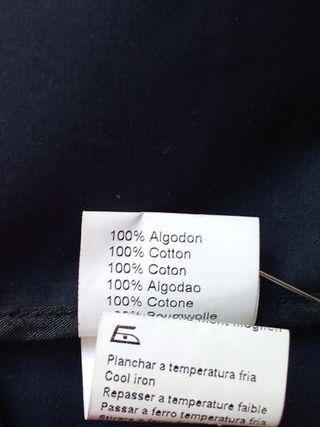 100% Algodon
100% Cotton
100% Coton
100% Algodao
100% Cotone
Baumwolle
Planchar a temperatura fria
Cool iron
Repasser a temperature faible
Passar a ferro temperatura fria